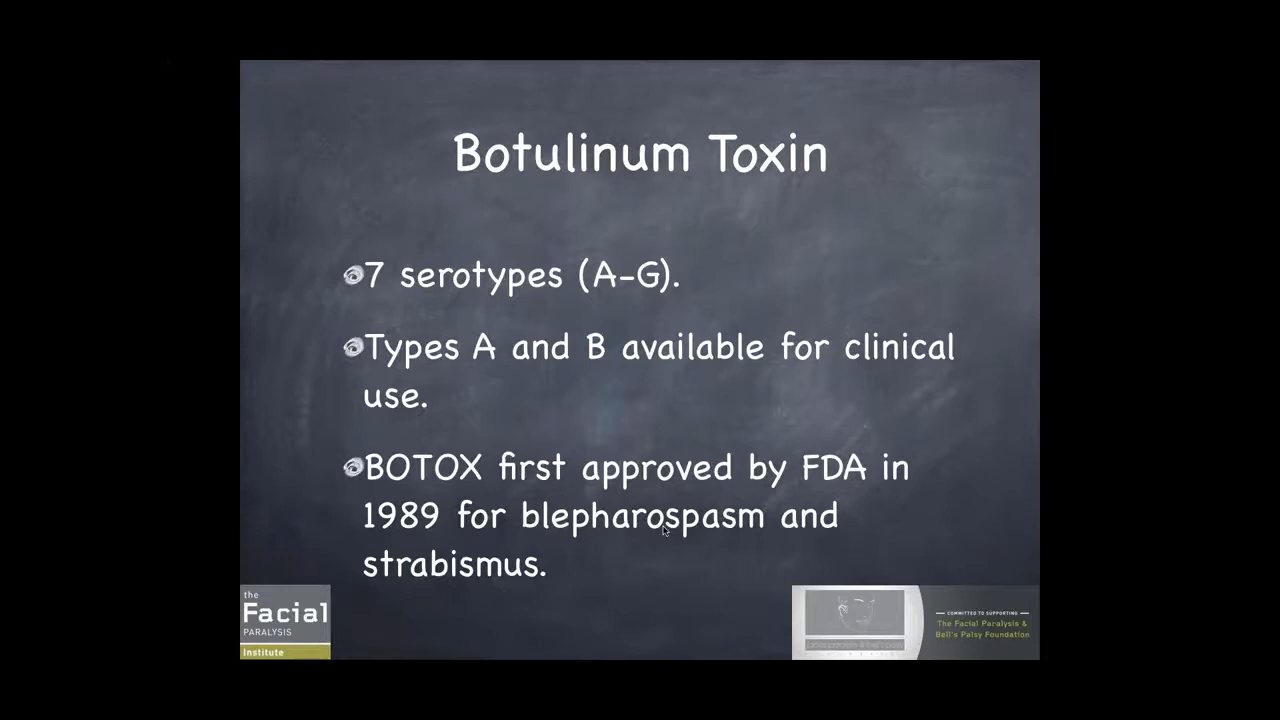 Botulinum Toxin
7 serotypes (A-G).
Types A and B available for clinical
use.
BOTOX first approved by FDA in
1989 for blepharospasm and
strabismus.
the
Facial
PARALYSIS
Institute
COMMITTED TO SUPPORTING
The Facial Paralysis &
Bell's Palsy Foundation